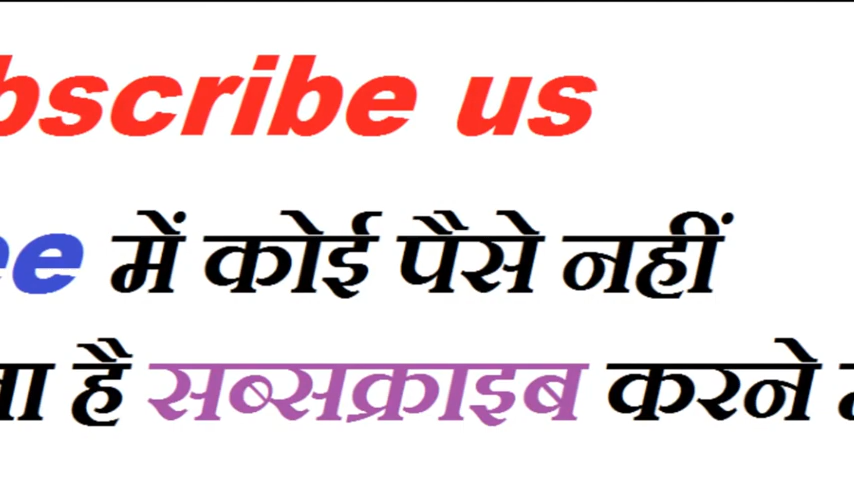 bscribe us
ee में कोई पैसे नहीं
ा है सब्सक्राइब करने